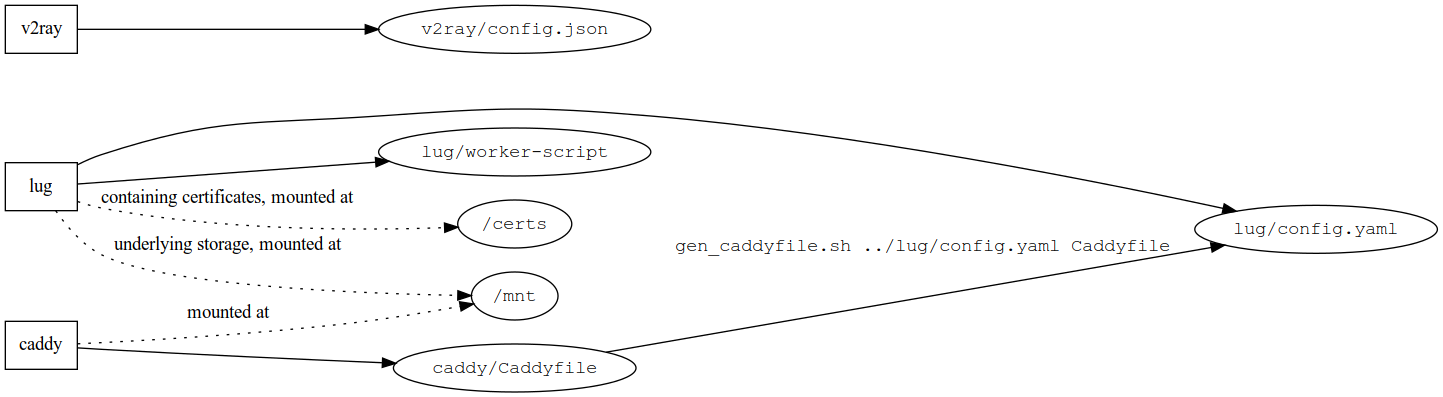 v2ray
v2ray/config.json
lug
lug/worker-script
containing certificates, mounted at
/certs
lug/config.yaml
underlying storage, mounted at
gen_caddyfile.sh ../lug/config.yaml Caddyfile
/mnt
mounted at
caddy
caddy/Caddyfile